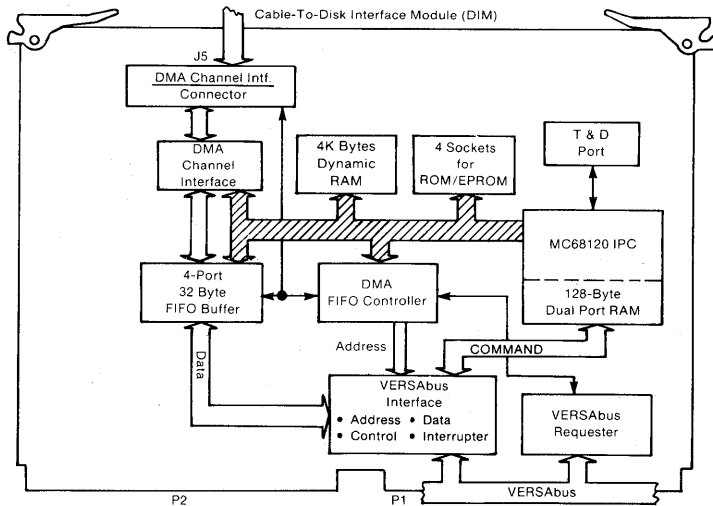 Cable-To-Disk Interface Module (DIM)
J5
DMA Channel Intf.
Connector
DMA
Channel
Interface
4K Bytes
Dynamic
RAM
4 Sockets
for
ROM/EPROM
T & D
Port
MC68120 IPC
128-Byte
Dual Port RAM
4-Port
32 Byte
FIFO Buffer
DMA
FIFO Controller
Address
COMMAND
Data
VERSAbus
Interface
• Address • Data
• Control • Interrupter
VERSAbus
Requester
P2
P1
VERSAbus